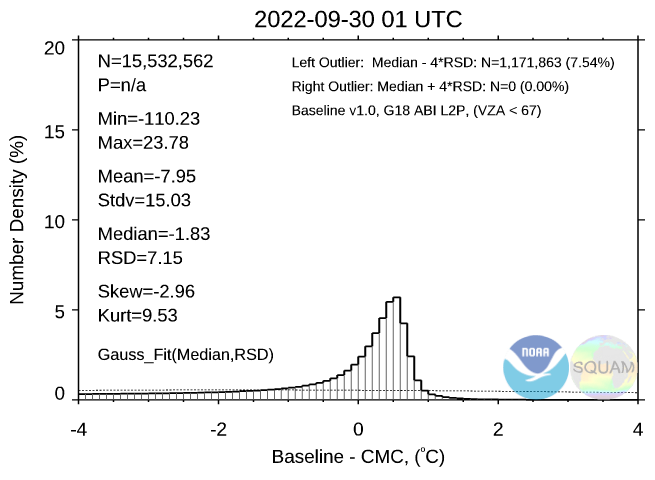 2022-09-30 01 UTC
20
15
10
5
0
Number Density (%)
N=15,532,562
P=n/a
Min=-110.23
Max=23.78
Mean=-7.95
Stdv=15.03
Median=-1.83
RSD=7.15
Skew=-2.96
Kurt=9.53
Gauss_Fit(Median,RSD)
Left Outlier:  Median - 4*RSD: N=1,171,863 (7.54%)
Right Outlier: Median + 4*RSD: N=0 (0.00%)
Baseline v1.0, G18 ABI L2P, (VZA < 67)
NOAA
SQUAM
-4 -2 0 2 4
Baseline - CMC, (°C)